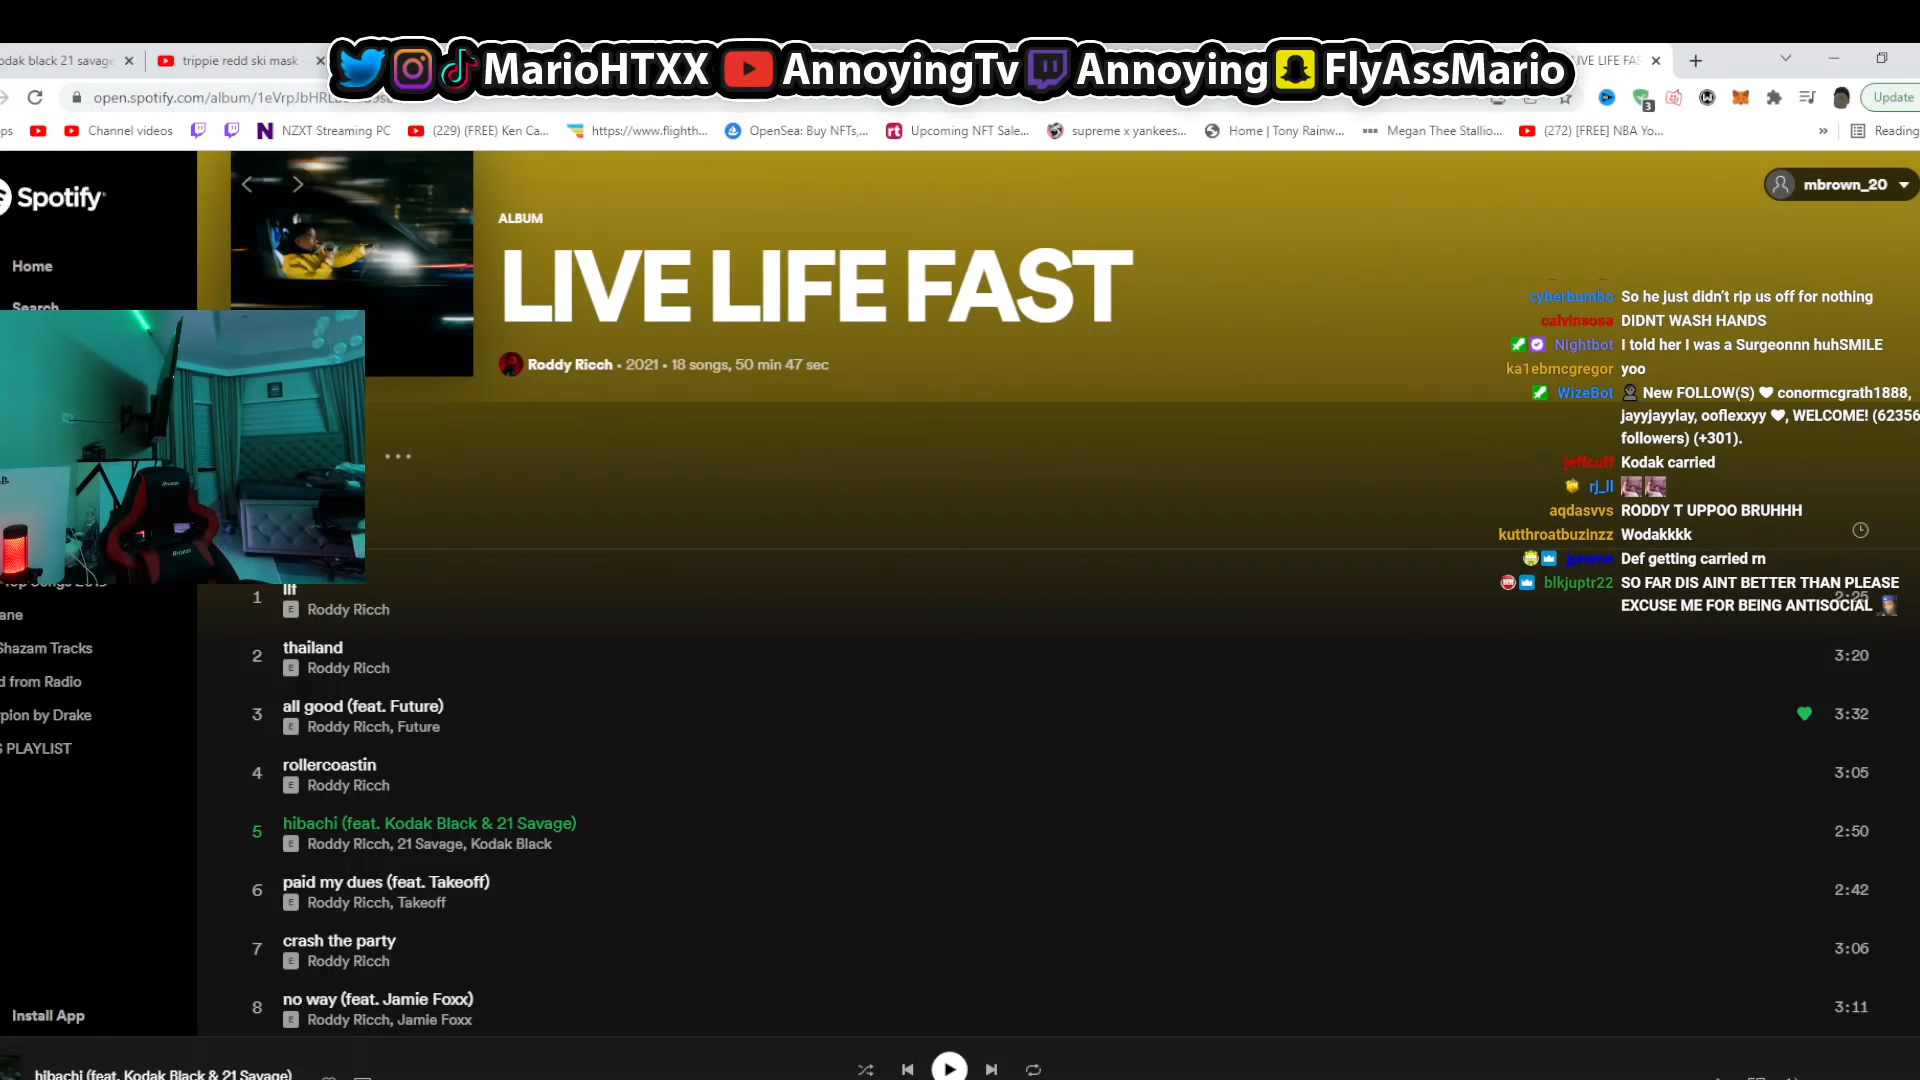 MarioHTXX AnnoyingTv Annoying FlyAssMario
odak black 21 savage
trippie redd ski mask
LIVE LIFE FAS
open.spotify.com/album/1eVrpJbHRL
Update
ps
Channel videos
NZXT Streaming PC
(229) (FREE) Ken Ca...
https://www.flighth...
OpenSea: Buy NFTs,...
Upcoming NFT Sale...
supreme x yankees...
Home | Tony Rainw...
Megan Thee Stallio...
(272) [FREE] NBA Yo...
»
Reading
Spotify
mbrown_20
Home
Search
ALBUM
LIVE LIFE FAST
Roddy Ricch • 2021 • 18 songs, 50 min 47 sec
cyberbumbo So he just didn't rip us off for nothing
calvinsosa DIDNT WASH HANDS
Nightbot I told her I was a Surgeonnn huhSMILE
ka1ebmcgregor yoo
WizeBot New FOLLOW(S) ❤ conormcgrath1888,
jayyjayylay, ooflexxyy ❤, WELCOME! (62356
followers) (+301).
jeffcuff Kodak carried
rj_ll
aqdasvvs RODDY T UPPOO BRUHHH
kutthroatbuzinzz Wodakkkk
Def getting carried rn
blkjuptr22 SO FAR DIS AINT BETTER THAN PLEASE
EXCUSE ME FOR BEING ANTISOCIAL
ane
Shazam Tracks
d from Radio
pion by Drake
S PLAYLIST
Install App
1 llf 2:25
E Roddy Ricch
2 thailand 3:20
E Roddy Ricch
3 all good (feat. Future) 3:32
E Roddy Ricch, Future
4 rollercoastin 3:05
E Roddy Ricch
5 hibachi (feat. Kodak Black & 21 Savage) 2:50
E Roddy Ricch, 21 Savage, Kodak Black
6 paid my dues (feat. Takeoff) 2:42
E Roddy Ricch, Takeoff
7 crash the party 3:06
E Roddy Ricch
8 no way (feat. Jamie Foxx) 3:11
E Roddy Ricch, Jamie Foxx
hibachi (feat. Kodak Black & 21 Savage)